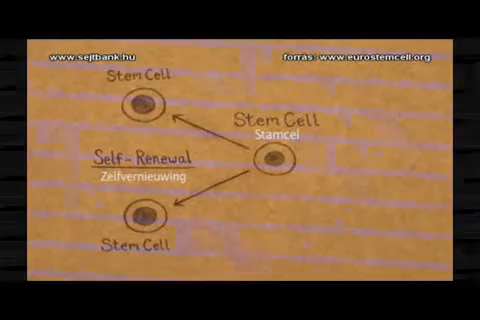 www.sejtbank.hu
forrás: www.eurostemcell.org
Stem Cell
Stem Cell
Stamcel
Self-Renewal
Zelfvernieuwing
Stem Cell